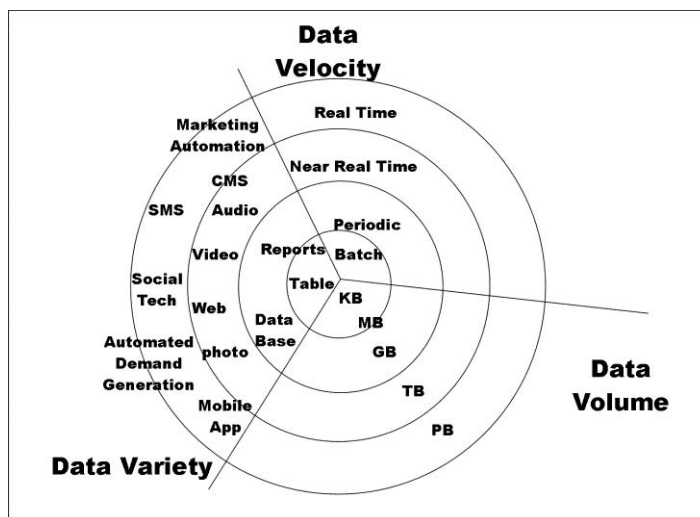 Data
Velocity
Real Time
Marketing
Automation
Near Real Time
CMS
SMS
Audio
Periodic
Reports
Batch
Video
Social
Tech
Table
KB
Web
MB
Data
Base
Automated
Demand
Generation
photo
GB
Data
Volume
TB
Mobile
App
PB
Data Variety